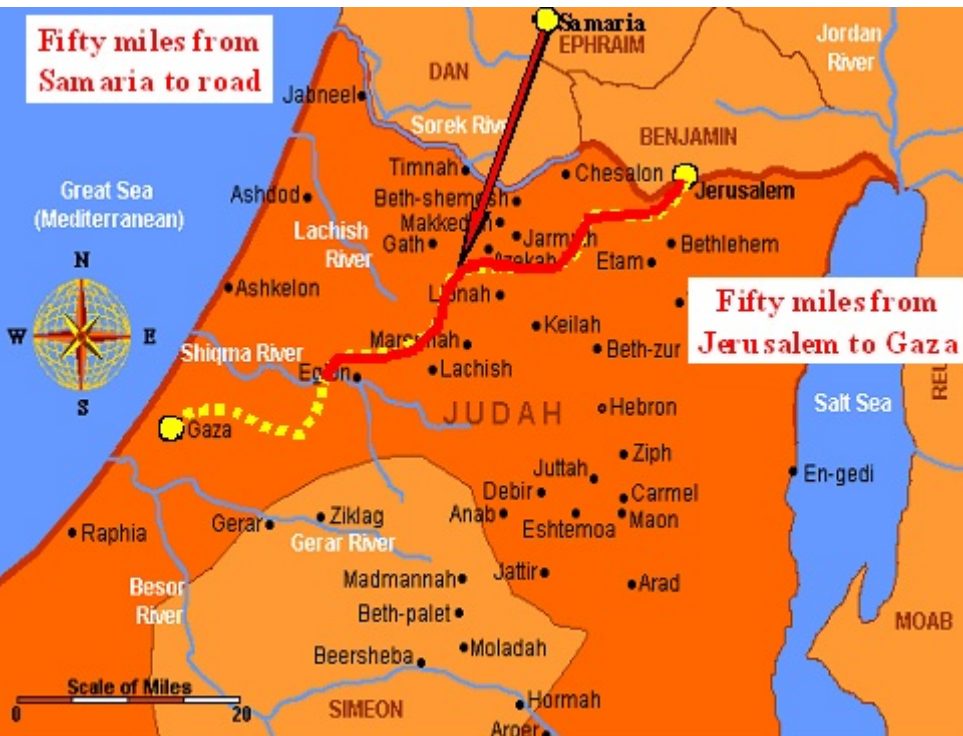 Fifty miles from
Samaria to road
Samaria
EPHRAIM
Jordan
River
DAN
Jabneel
Sorek River
BENJAMIN
Timnah
Chesalon
Jerusalem
Great Sea
(Mediterranean)
Ashdod
Beth-shemesh
Makkedah
Lachish
River
Gath
Jarmuth
Azekah
Bethlehem
Etam
N
W
E
S
Ashkelon
Libnah
Fifty miles from
Jerusalem to Gaza
Keilah
Shiqma River
Mareshah
Beth-zur
Eglon
Lachish
REU
JUDAH
Hebron
Salt Sea
Gaza
Ziph
Juttah
En-gedi
Debir
Carmel
Raphia
Gerar
Ziklag
Anab
Eshtemoa
Maon
Gerar River
Besor
River
Madmannah
Jattir
Arad
Beth-palet
MOAB
Moladah
Beersheba
Scale of Miles
0
20
SIMEON
Hormah
Aroer